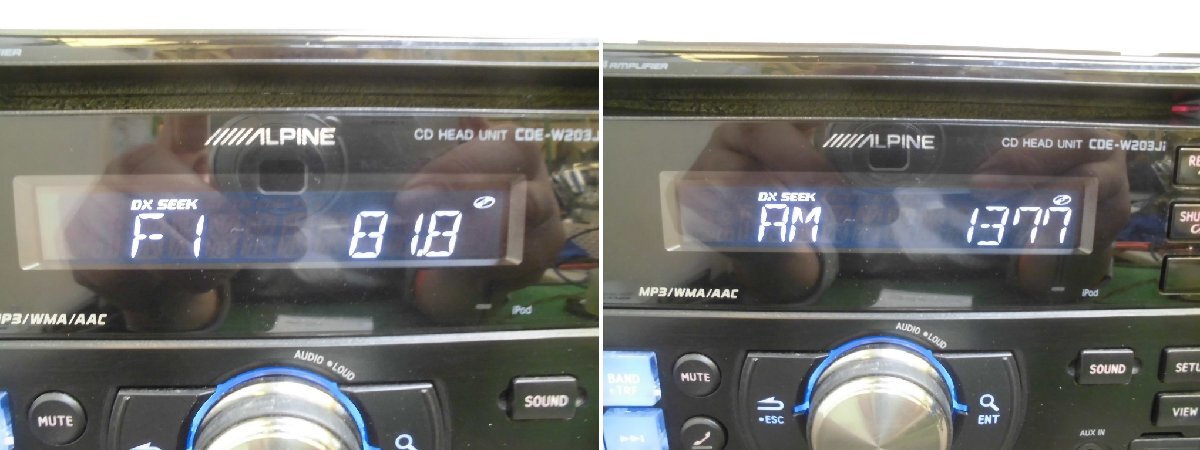 ALPINE
CD HEAD UNIT CDE-W203J
DX SEEK
F1 81.8
iPod
MP3/WMA/AAC
AUDIO •LOUD
MUTE
SOUND
AMPLIFIER
ALPINE
CD HEAD UNIT CDE-W203Ji
DX SEEK
AM 1377
iPod
MP3/WMA/AAC
AUDIO •LOUD
BAND
•TRF
MUTE
•ESC
ENT
SOUND
VIEW
AUX IN